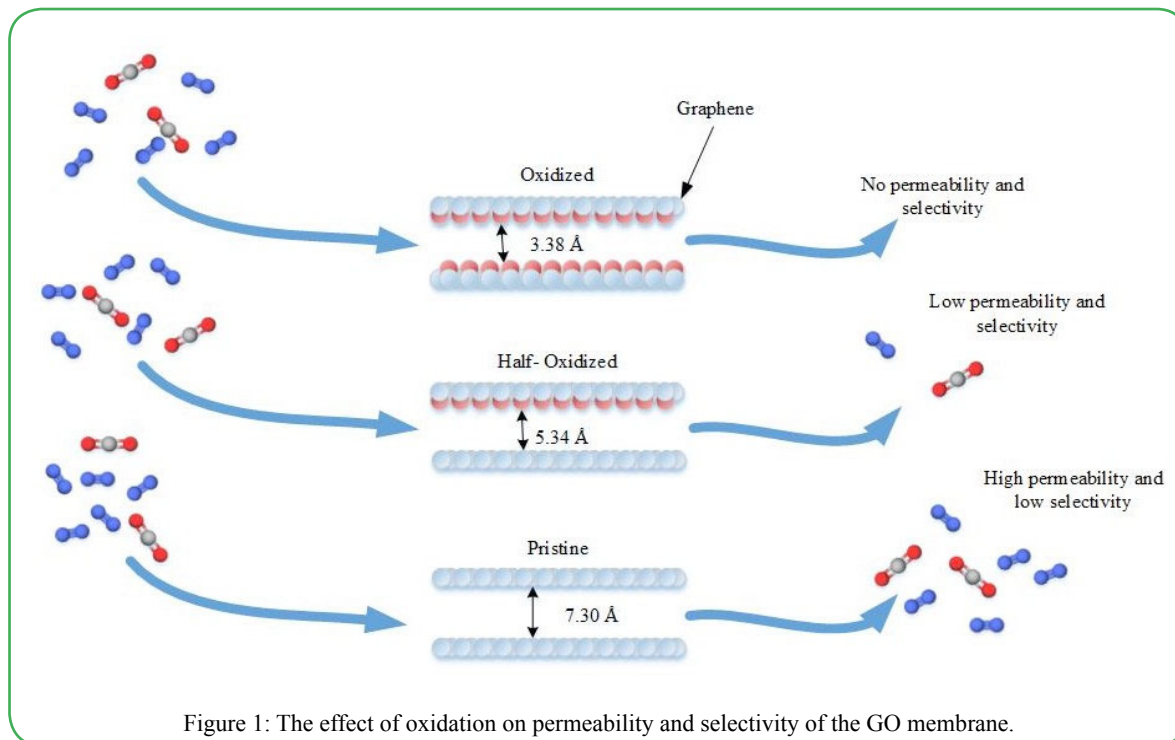 Graphene
Oxidized
3.38 Å
No permeability and
selectivity
Half- Oxidized
5.34 Å
Low permeability and
selectivity
Pristine
7.30 Å
High permeability and
low selectivity
Figure 1: The effect of oxidation on permeability and selectivity of the GO membrane.